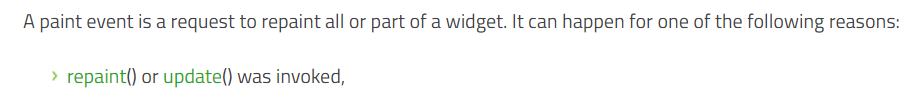 A paint event is a request to repaint all or part of a widget. It can happen for one of the following reasons:
› repaint() or update() was invoked,